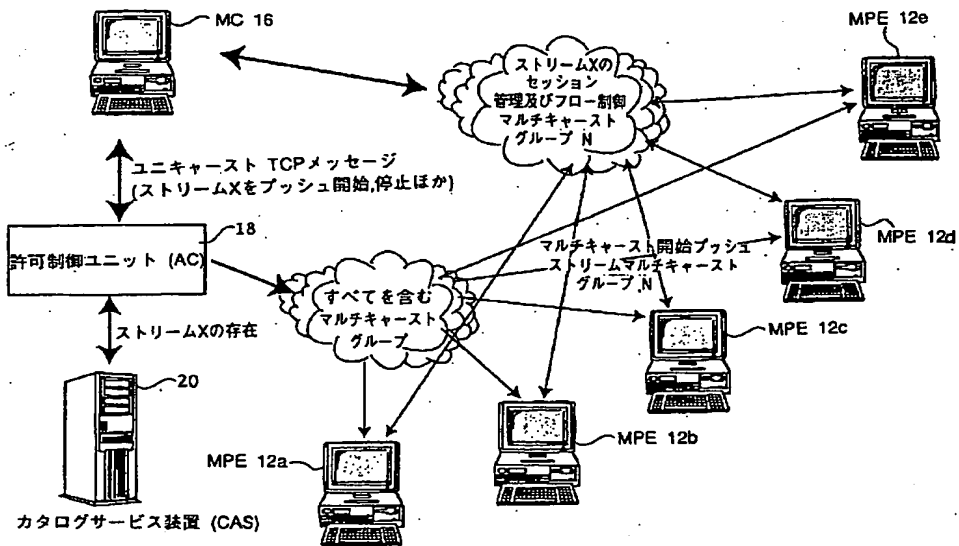 MC 16
MPE 12e
ストリームXの
セッション
管理及びフロー制御
マルチキャスト
グループ N
ユニキャースト TCPメッセージ
(ストリームXをプッシュ開始,停止ほか)
18
許可制御ユニット (AC)
MPE 12d
マルチキャースト開始プッシュ
ストリームマルチキャースト
グループ N
すべてを含む
マルチキャースト
グループ
MPE 12c
ストリームXの存在
20
MPE 12b
MPE 12a
カタログサービス装置 (CAS)